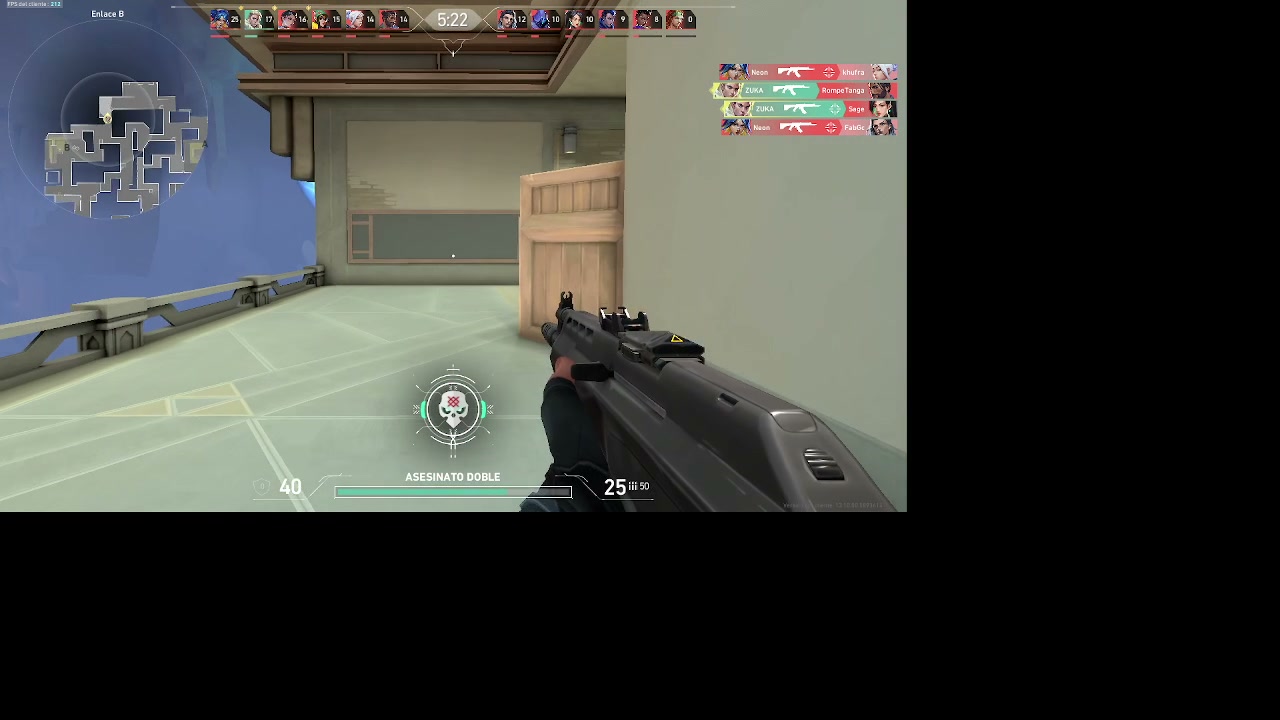 FPS del cliente: 212
Enlace B
25 17 16 15 14 14 5:22 12 10 10 9 8 0
Neon khufra
ZUKA RompeTanga
ZUKA Sage
Neon FabGc
B
A
ASESINATO DOBLE
40
25 50